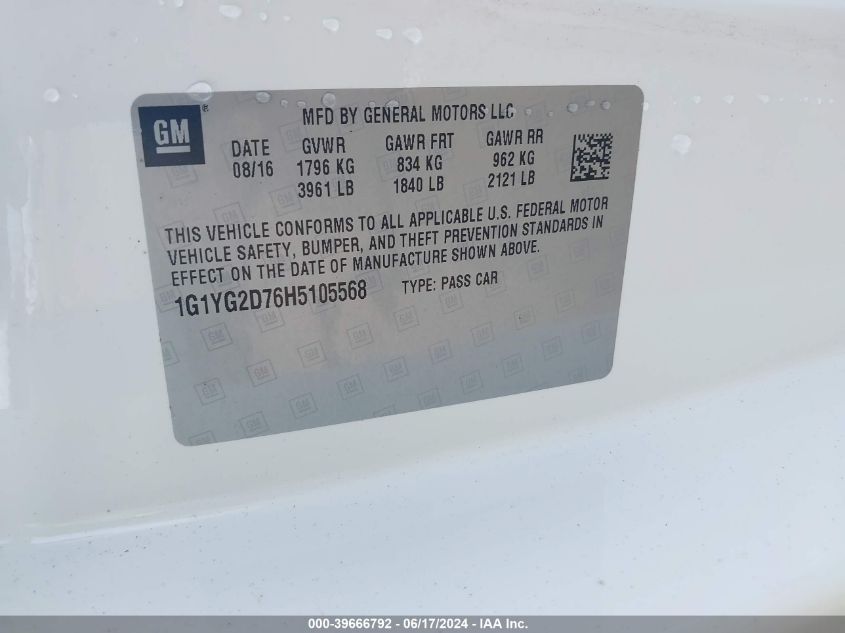 GM ® MFD BY GENERAL MOTORS LLC
DATE GVWR GAWR FRT GAWR RR
08/16 1796 KG 834 KG 962 KG
3961 LB 1840 LB 2121 LB
THIS VEHICLE CONFORMS TO ALL APPLICABLE U.S. FEDERAL MOTOR
VEHICLE SAFETY, BUMPER, AND THEFT PREVENTION STANDARDS IN
EFFECT ON THE DATE OF MANUFACTURE SHOWN ABOVE.
1G1YG2D76H5105568 TYPE: PASS CAR
000-39666792 - 06/17/2024 - IAA Inc.